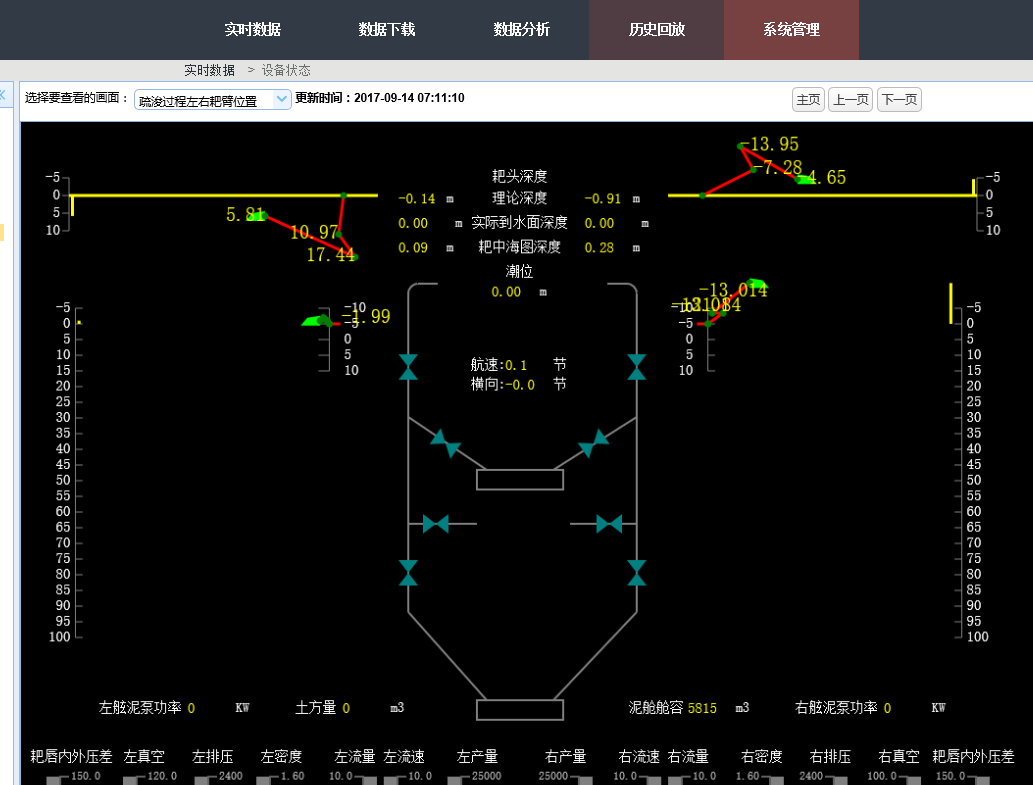 实时数据 数据下载 数据分析 历史回放 系统管理
实时数据 > 设备状态
选择要查看的画面： 疏浚过程左右耙臂位置 更新时间：2017-09-14 07:11:10 主页 上一页 下一页
-13.95
-7.28
-4.65
-5 耙头深度 -5
0 -0.14 m 理论深度 -0.91 m 0
5 5.81 0.00 m 实际到水面深度 0.00 m 5
10 10.97 10
17.44 0.09 m 耙中海图深度 0.28 m
潮位
0.00 m
-13.014
-5 -10 -5
0 -5 -1.99 -5 0
5 0 0 5
10 5 航速:0.1 节 5 10
15 10 10 15
20 横向:-0.0 节 20
25 25
30 30
35 35
40 40
45 45
50 50
55 55
60 60
65 65
70 70
75 75
80 80
85 85
90 90
95 95
100 100
左舷泥泵功率 0 KW 土方量 0 m3 泥舱舱容 5815 m3 右舷泥泵功率 0 KW
耙唇内外压差 左真空 左排压 左密度 左流量 左流速 左产量 右产量 右流速 右流量 右密度 右排压 右真空 耙唇内外压差
150.0 120.0 2400 1.60 10.0 10.0 25000 25000 10.0 10.0 1.60 2400 100.0 150.0